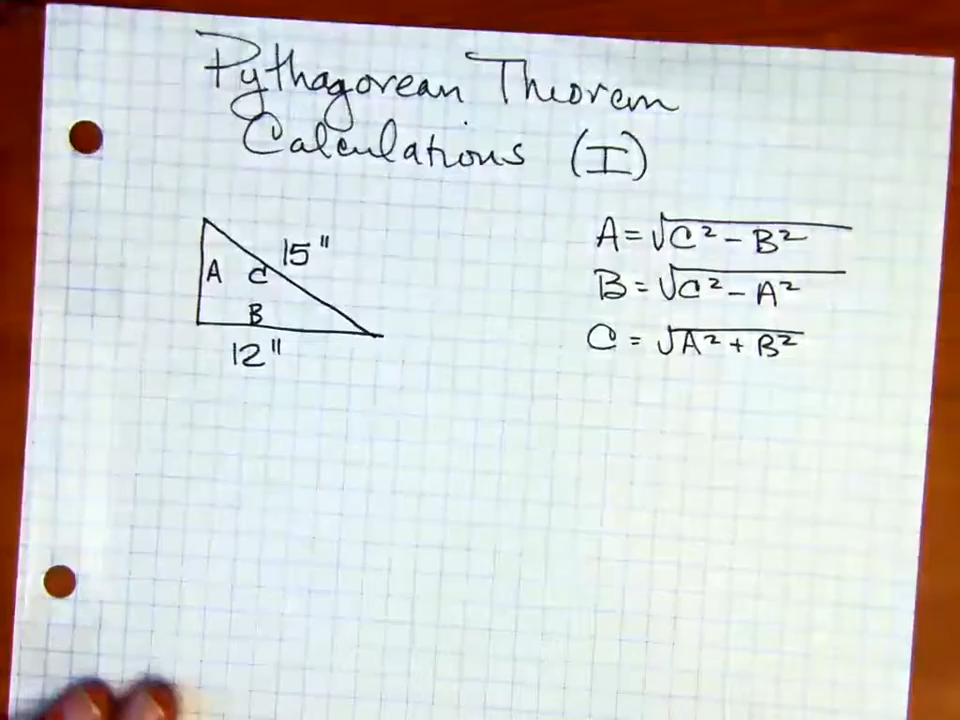 Pythagorean Theorem
Calculations (I)
15"
A
C
B
12"
A = √C² - B²
B = √C² - A²
C = √A² + B²